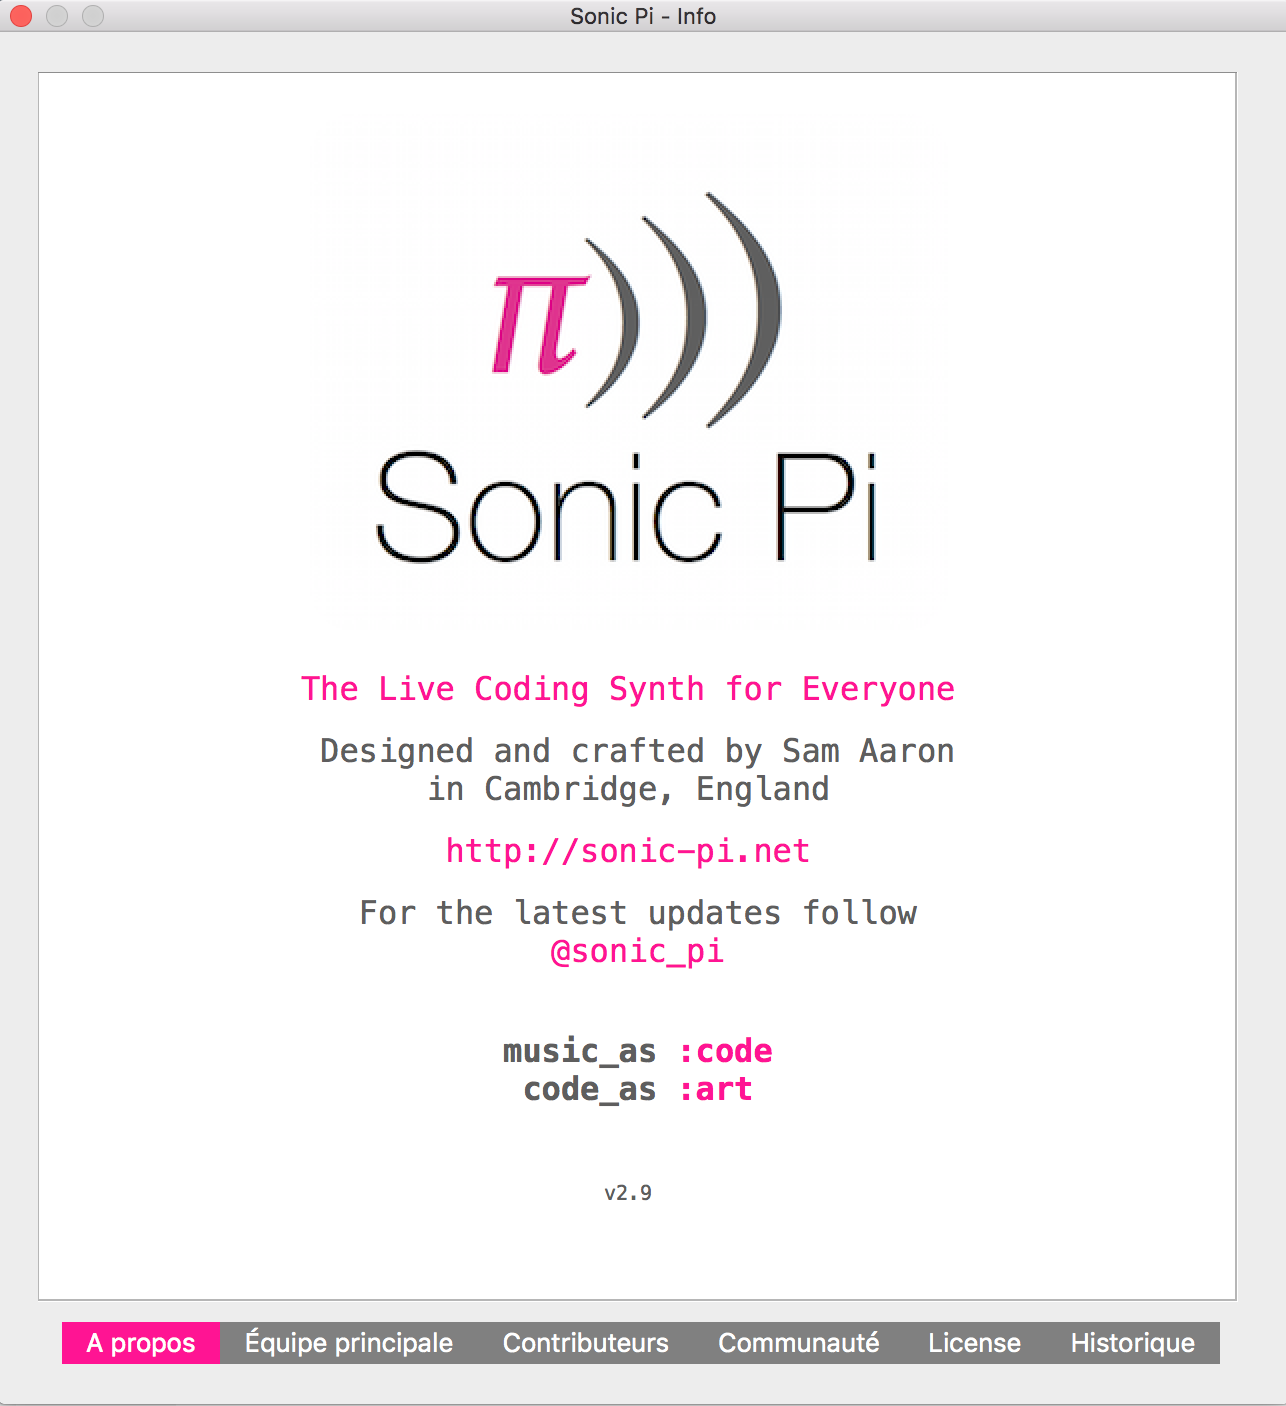 Sonic Pi - Info
π
Sonic Pi
The Live Coding Synth for Everyone
Designed and crafted by Sam Aaron
in Cambridge, England
http://sonic-pi.net
For the latest updates follow
@sonic_pi
music_as :code
code_as :art
v2.9
A propos Équipe principale Contributeurs Communauté License Historique